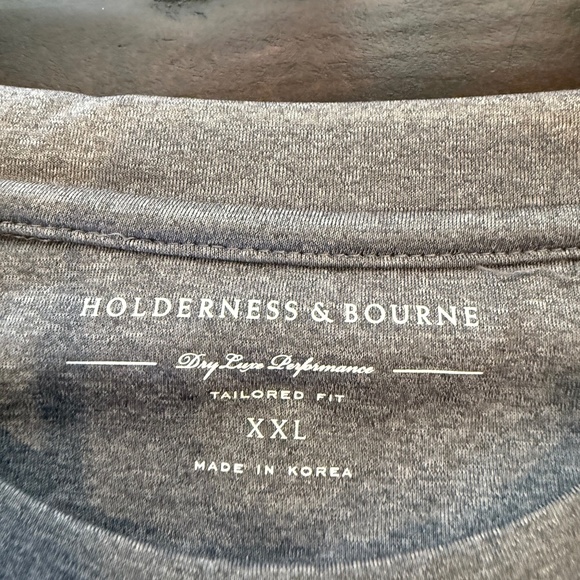 HOLDERNESS & BOURNE
Dry Luxe Performance
TAILORED FIT
XXL
MADE IN KOREA